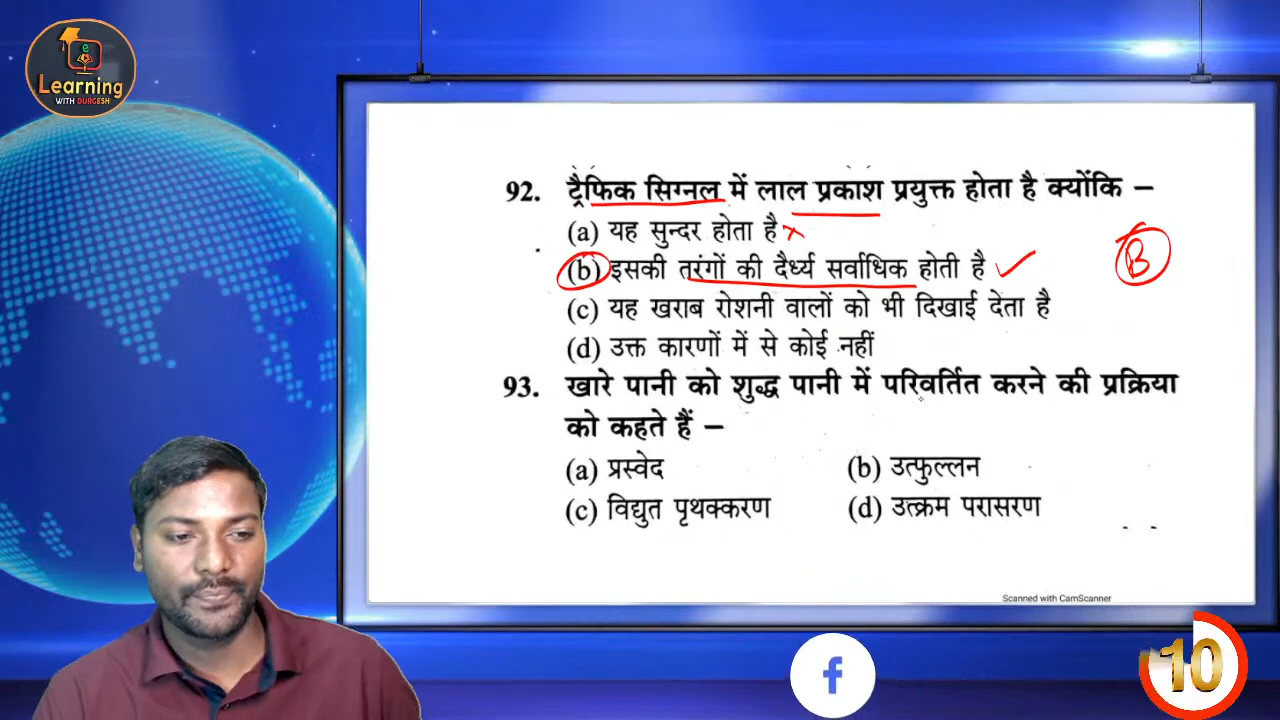 e
Learning
WITH DURGESH
92. ट्रैफिक सिग्नल में लाल प्रकाश प्रयुक्त होता है क्योंकि –
(a) यह सुन्दर होता है
(b) इसकी तरंगों की दैर्ध्य सर्वाधिक होती है
B
(c) यह खराब रोशनी वालों को भी दिखाई देता है
(d) उक्त कारणों में से कोई नहीं
93. खारे पानी को शुद्ध पानी में परिवर्तित करने की प्रक्रिया
को कहते हैं –
(a) प्रस्वेद (b) उत्फुल्लन
(c) विद्युत पृथक्करण (d) उत्क्रम परासरण
Scanned with CamScanner
f
10